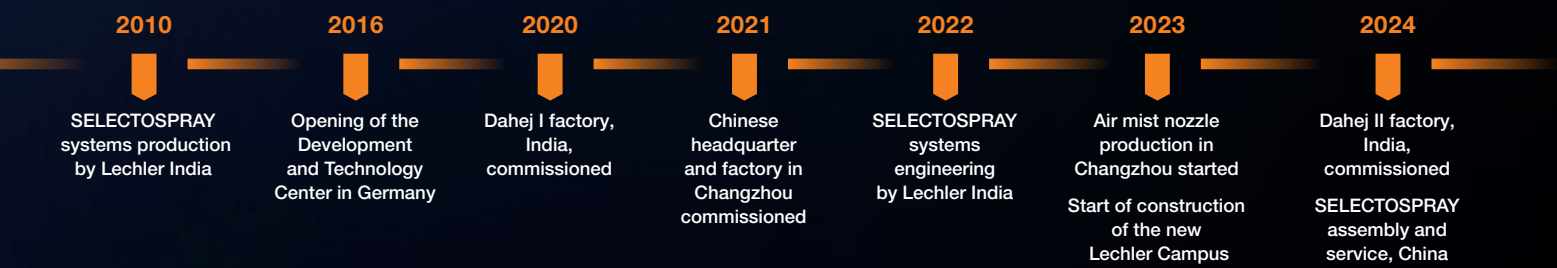 2010
SELECTOSPRAY
systems production
by Lechler India
2016
Opening of the
Development
and Technology
Center in Germany
2020
Dahej I factory,
India,
commissioned
2021
Chinese
headquarter
and factory in
Changzhou
commissioned
2022
SELECTOSPRAY
systems
engineering
by Lechler India
2023
Air mist nozzle
production in
Changzhou started
Start of construction
of the new
Lechler Campus
2024
Dahej II factory,
India,
commissioned
SELECTOSPRAY
assembly and
service, China